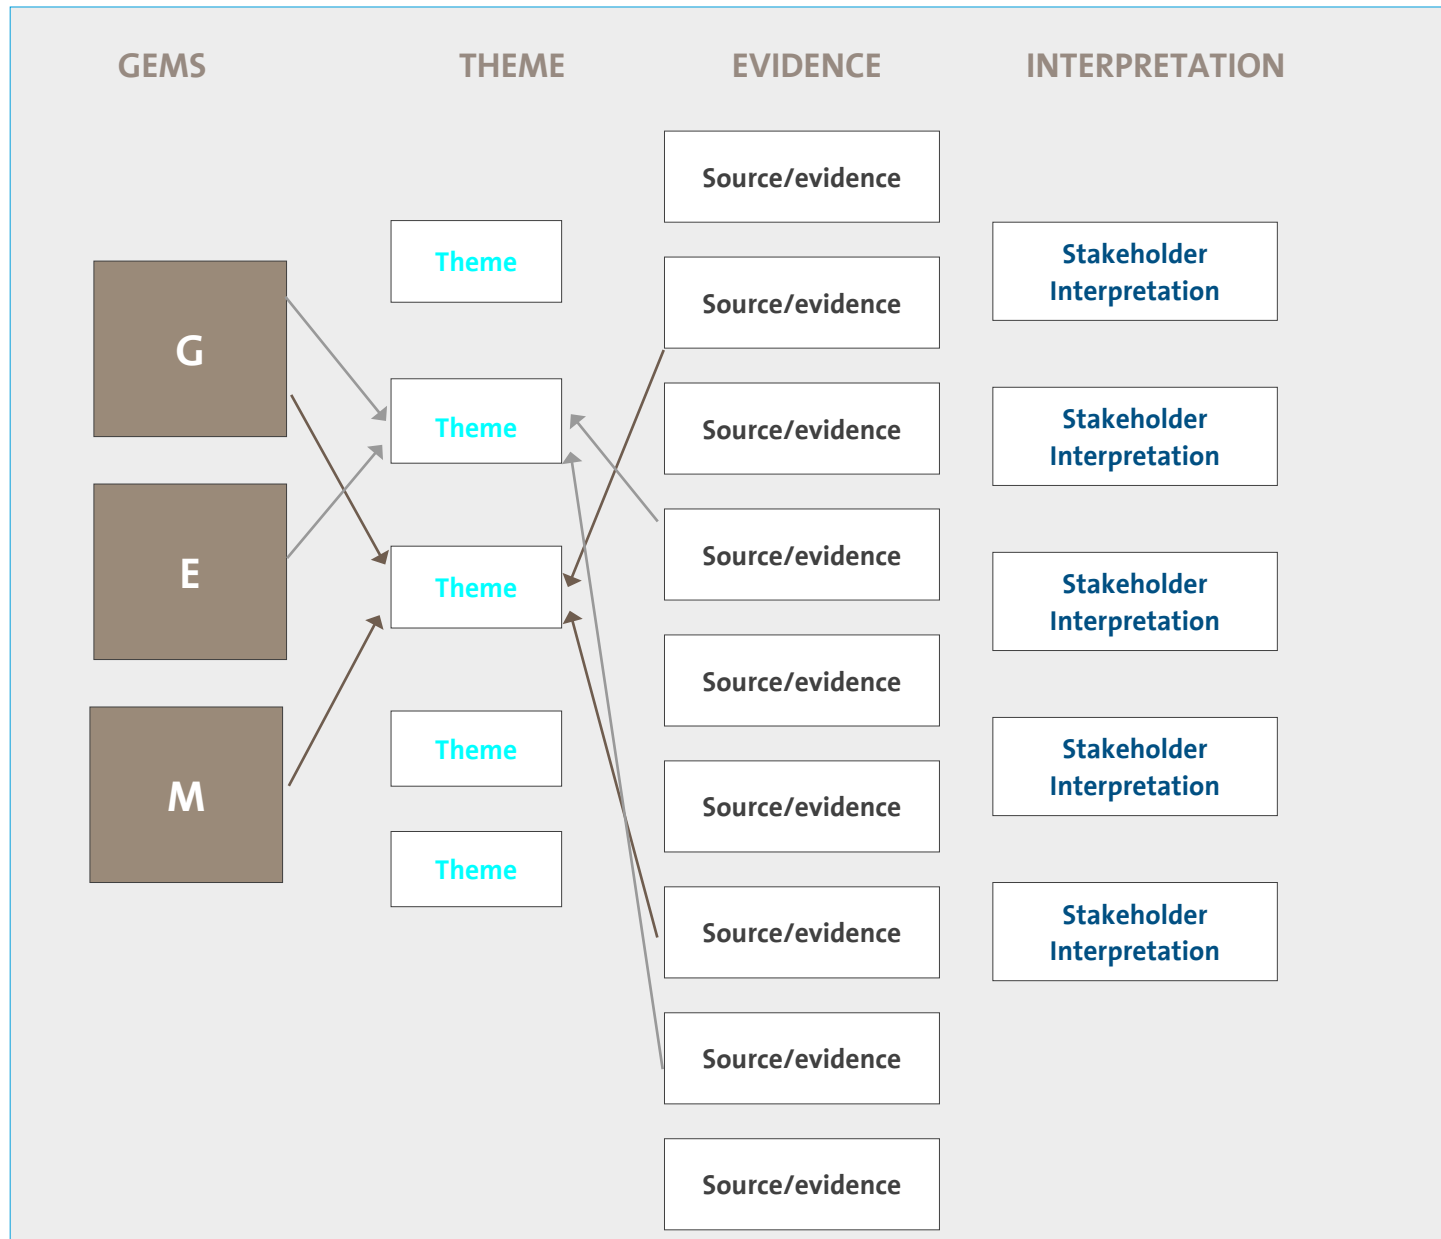 GEMS
THEME
EVIDENCE
INTERPRETATION
G
E
M
Theme
Theme
Theme
Theme
Theme
Source/evidence
Source/evidence
Source/evidence
Source/evidence
Source/evidence
Source/evidence
Source/evidence
Source/evidence
Source/evidence
Stakeholder
Interpretation
Stakeholder
Interpretation
Stakeholder
Interpretation
Stakeholder
Interpretation
Stakeholder
Interpretation